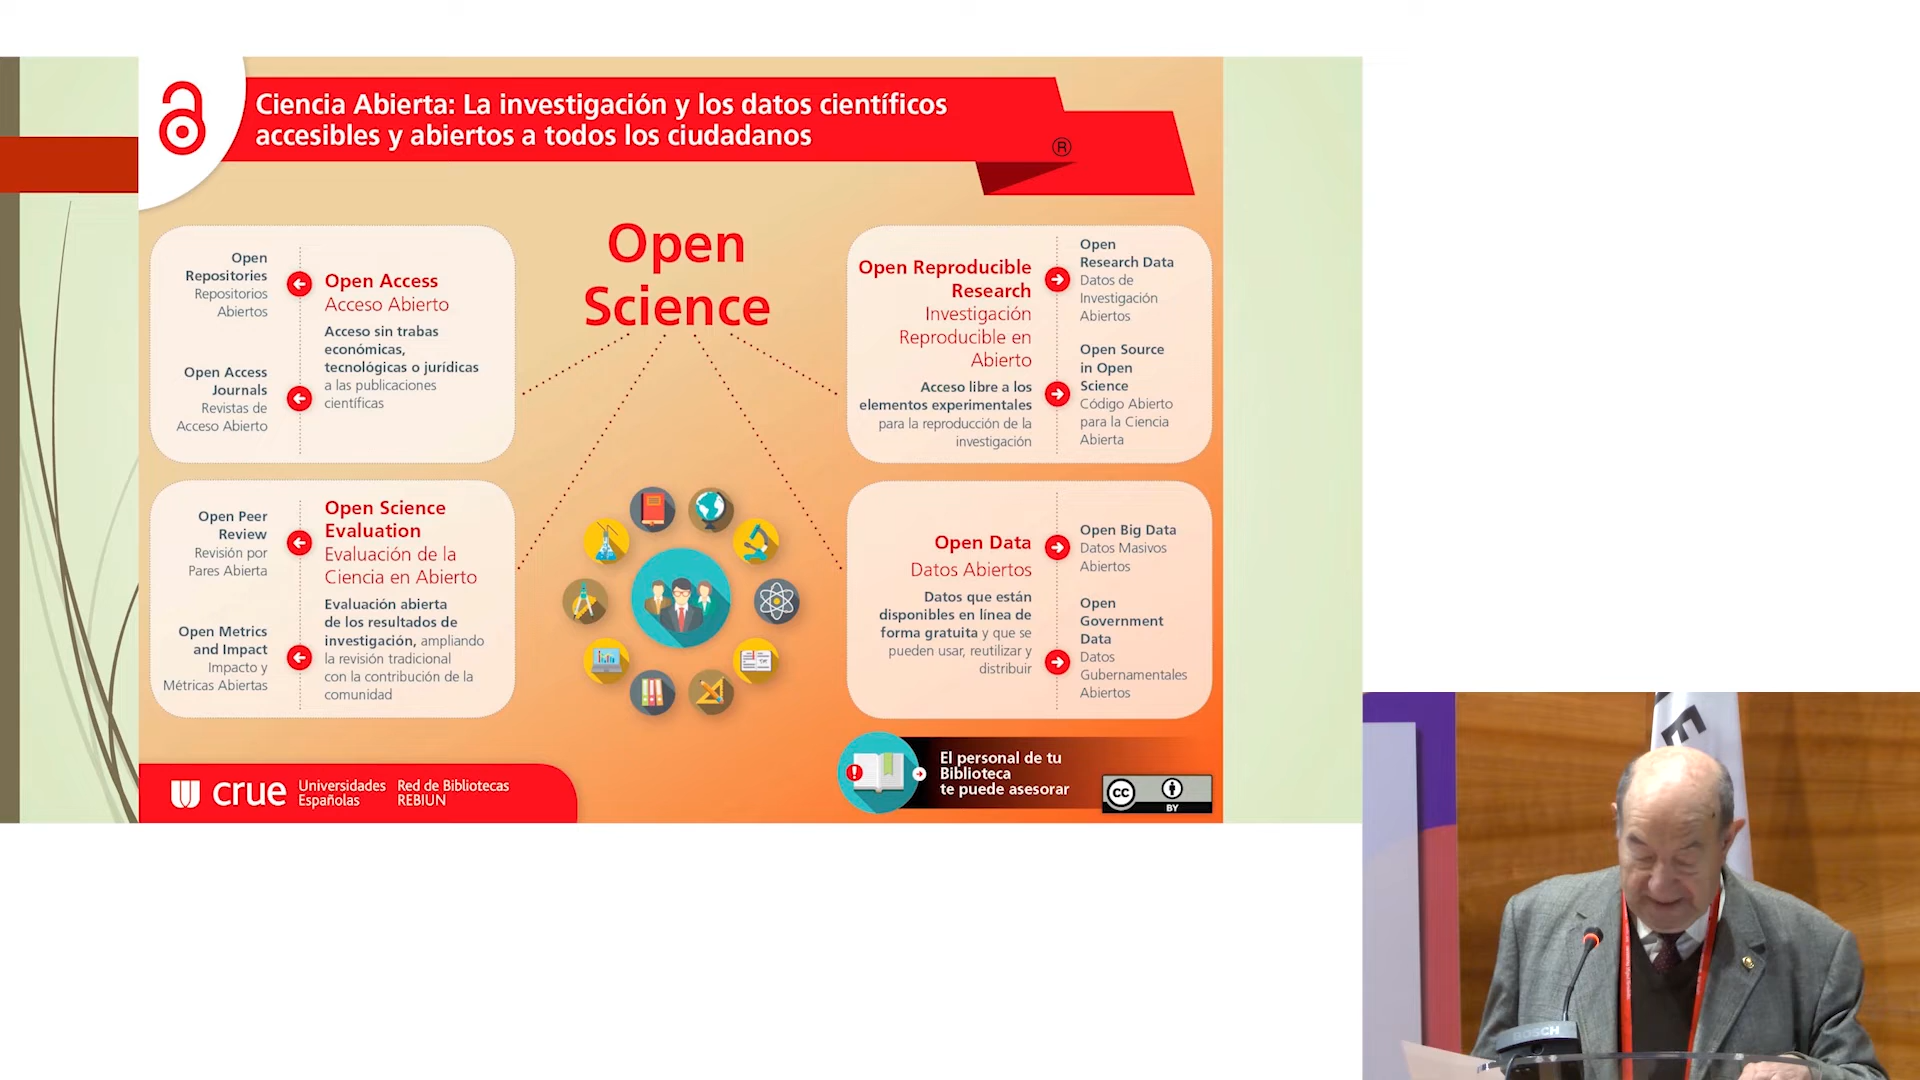 Ciencia Abierta: La investigación y los datos científicos
accesibles y abiertos a todos los ciudadanos
®
Open
Science
Open
Repositories
Repositorios
Abiertos
Open Access
Journals
Revistas de
Acceso Abierto
Open Access
Acceso Abierto
Acceso sin trabas
económicas,
tecnológicas o jurídicas
a las publicaciones
científicas
Open Reproducible
Research
Investigación
Reproducible en
Abierto
Acceso libre a los
elementos experimentales
para la reproducción de la
investigación
Open
Research Data
Datos de
Investigación
Abiertos
Open Source
in Open
Science
Código Abierto
para la Ciencia
Abierta
Open Peer
Review
Revisión por
Pares Abierta
Open Metrics
and Impact
Impacto y
Métricas Abiertas
Open Science
Evaluation
Evaluación de la
Ciencia en Abierto
Evaluación abierta
de los resultados de
investigación, ampliando
la revisión tradicional
con la contribución de la
comunidad
Open Data
Datos Abiertos
Datos que están
disponibles en línea de
forma gratuita y que se
pueden usar, reutilizar y
distribuir
Open Big Data
Datos Masivos
Abiertos
Open
Government
Data
Datos
Gubernamentales
Abiertos
crue
Universidades
Españolas
Red de Bibliotecas
REBIUN
El personal de tu
Biblioteca
te puede asesorar
cc
BY
E
BOSCH